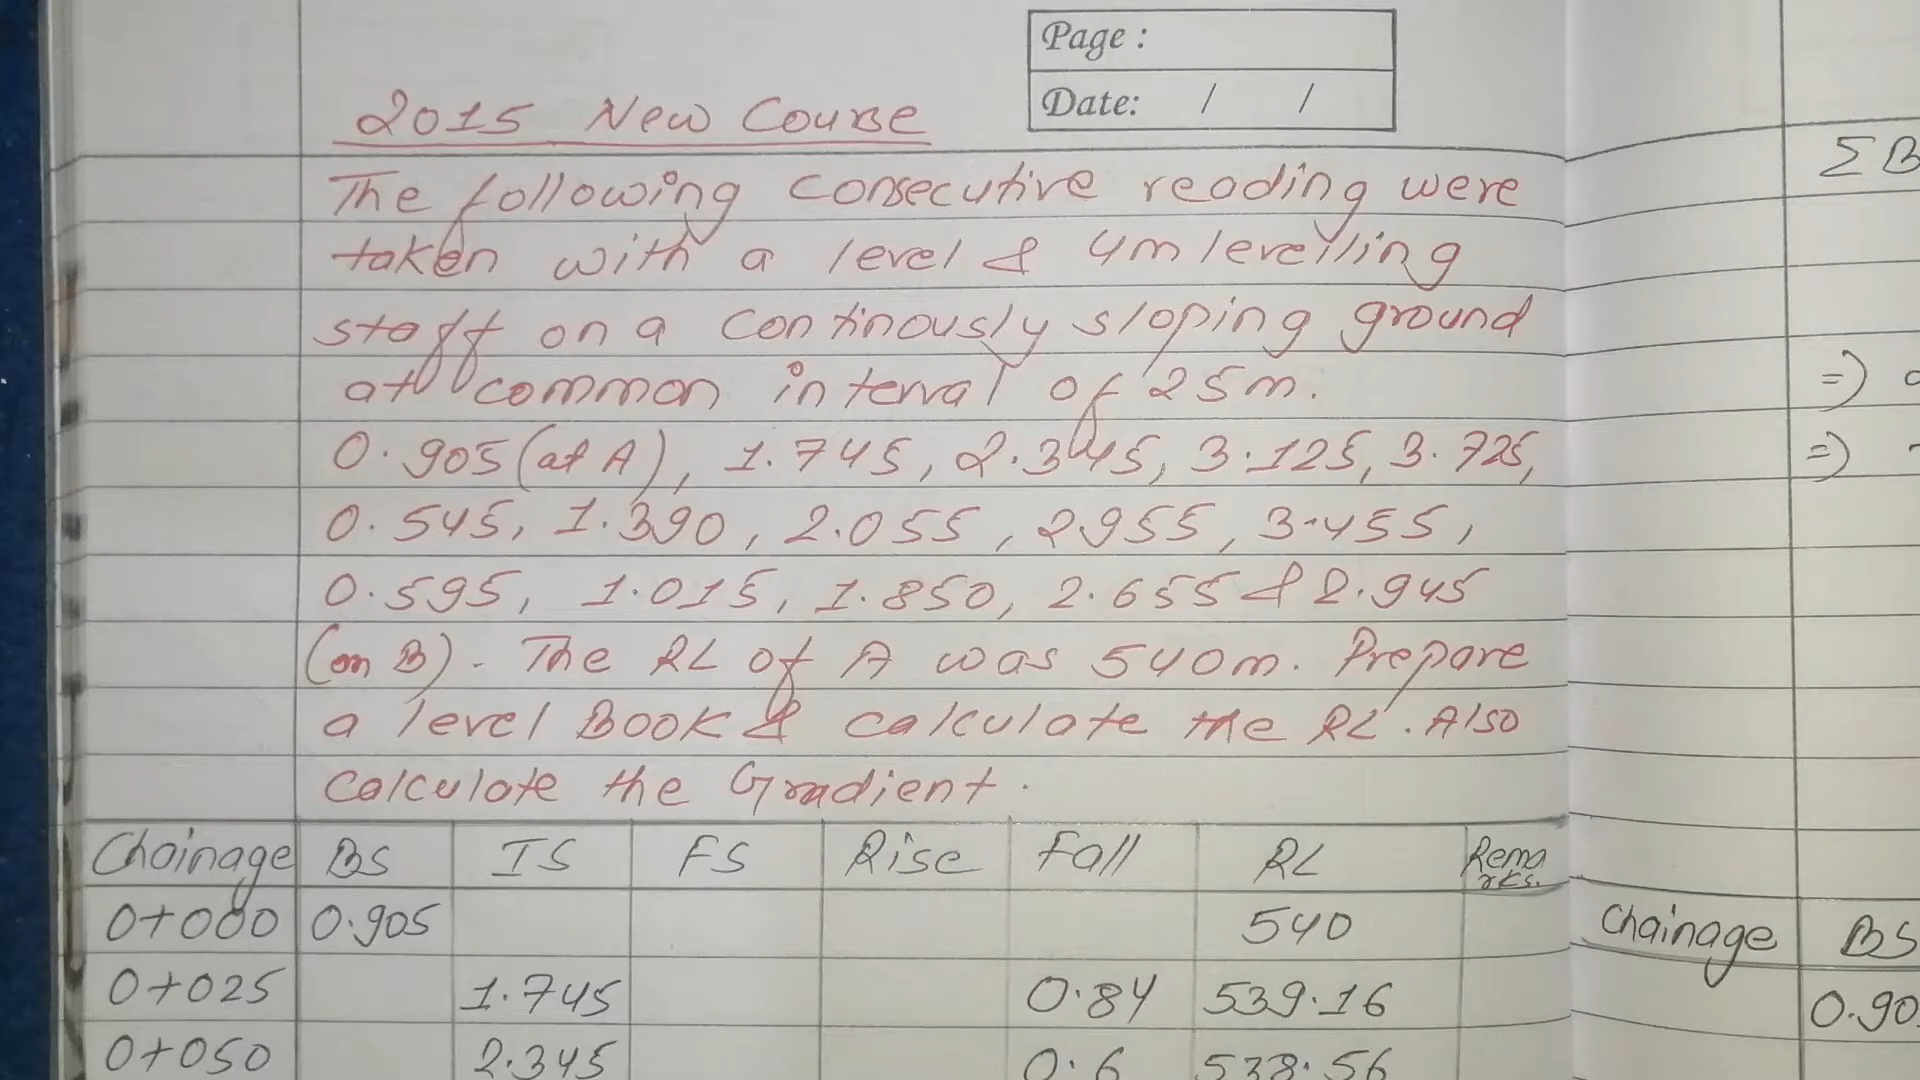 Page :
Date: / /
2015 New Course
The following consecutive reading were
taken with a level & 4m levelling
staff on a continously sloping ground
at common interval of 25m.
0.905 (at A), 1.745, 2.345, 3.125, 3.725,
0.545, 1.390, 2.055, 2.955, 3.455,
0.595, 1.015, 1.850, 2.655 & 2.945
(on B). The RL of A was 540m. Prepare
a level Book & calculate the RL. Also
calculate the Gradient.
Chainage BS IS FS Rise Fall RL Rema
rks.
0+000 0.905 540
0+025 1.745 0.84 539.16
0+050 2.345 0.6 538.56
ΣB
=)
=)
Chainage BS
0.90